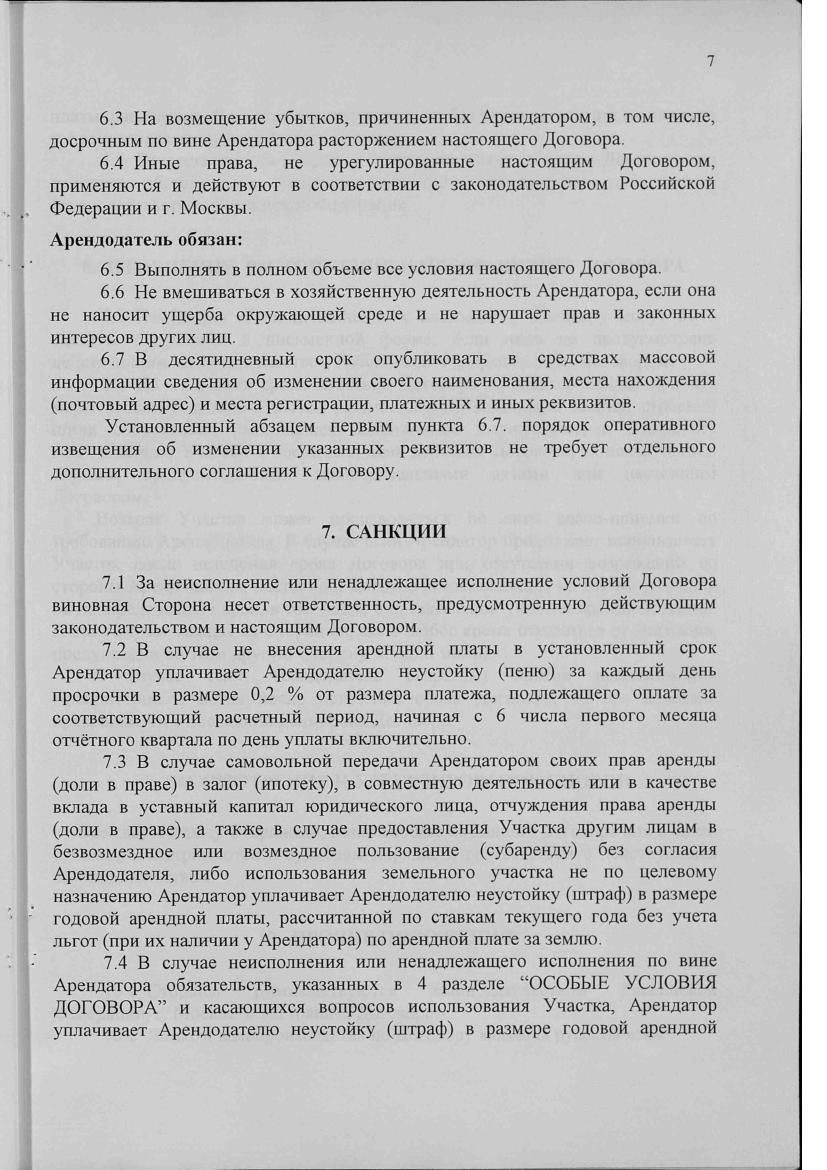 7
6.3 На возмещение убытков, причиненных Арендатором, в том числе,
досрочным по вине Арендатора расторжением настоящего Договора.
6.4 Иные права, не урегулированные настоящим Договором,
применяются и действуют в соответствии с законодательством Российской
Федерации и г. Москвы.
Арендодатель обязан:
6.5 Выполнять в полном объеме все условия настоящего Договора.
6.6 Не вмешиваться в хозяйственную деятельность Арендатора, если она
не наносит ущерба окружающей среде и не нарушает прав и законных
интересов других лиц.
6.7 В десятидневный срок опубликовать в средствах массовой
информации сведения об изменении своего наименования, места нахождения
(почтовый адрес) и места регистрации, платежных и иных реквизитов.
Установленный абзацем первым пункта 6.7. порядок оперативного
извещения об изменении указанных реквизитов не требует отдельного
дополнительного соглашения к Договору.
7. САНКЦИИ
7.1 За неисполнение или ненадлежащее исполнение условий Договора
виновная Сторона несет ответственность, предусмотренную действующим
законодательством и настоящим Договором.
7.2 В случае не внесения арендной платы в установленный срок
Арендатор уплачивает Арендодателю неустойку (пеню) за каждый день
просрочки в размере 0,2 % от размера платежа, подлежащего оплате за
соответствующий расчетный период, начиная с 6 числа первого месяца
отчётного квартала по день уплаты включительно.
7.3 В случае самовольной передачи Арендатором своих прав аренды
(доли в праве) в залог (ипотеку), в совместную деятельность или в качестве
вклада в уставный капитал юридического лица, отчуждения права аренды
(доли в праве), а также в случае предоставления Участка другим лицам в
безвозмездное или возмездное пользование (субаренду) без согласия
Арендодателя, либо использования земельного участка не по целевому
назначению Арендатор уплачивает Арендодателю неустойку (штраф) в размере
годовой арендной платы, рассчитанной по ставкам текущего года без учета
льгот (при их наличии у Арендатора) по арендной плате за землю.
7.4 В случае неисполнения или ненадлежащего исполнения по вине
Арендатора обязательств, указанных в 4 разделе “ОСОБЫЕ УСЛОВИЯ
ДОГОВОРА” и касающихся вопросов использования Участка, Арендатор
уплачивает Арендодателю неустойку (штраф) в размере годовой арендной